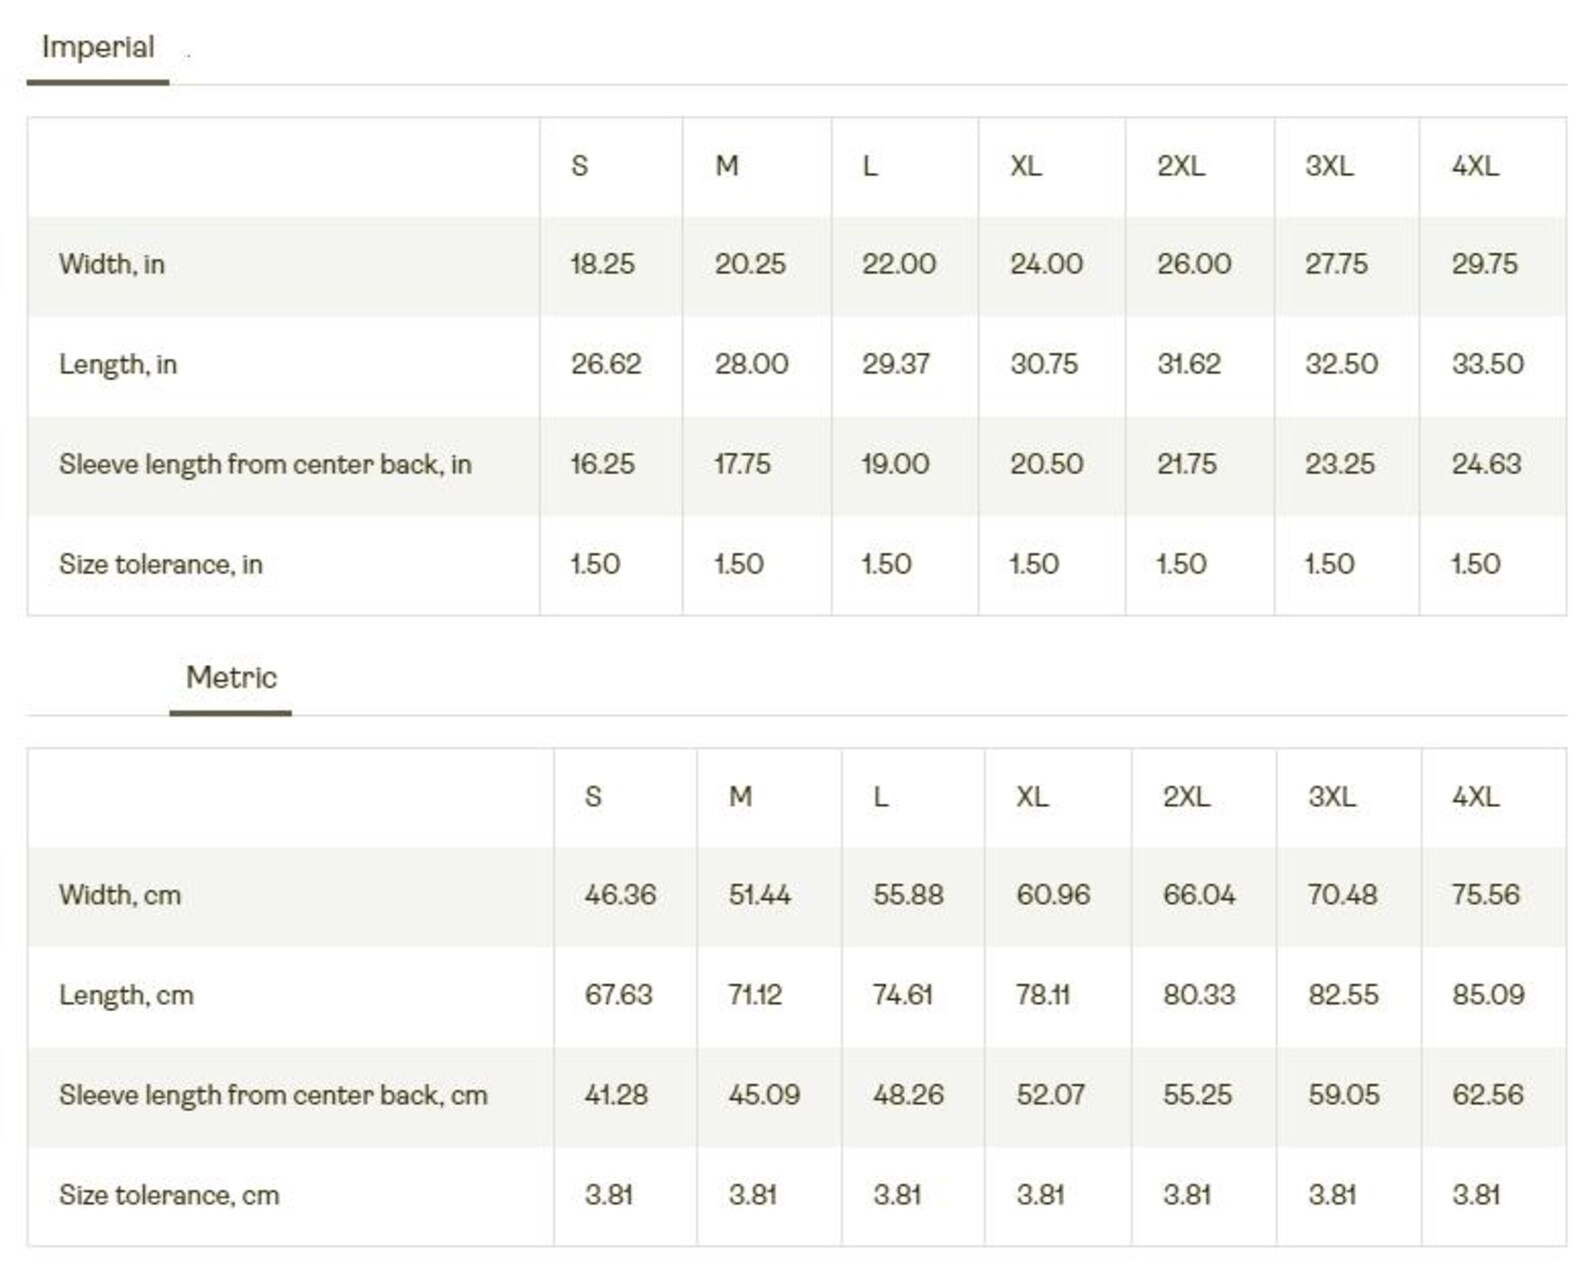 Imperial
S M L XL 2XL 3XL 4XL
Width, in 18.25 20.25 22.00 24.00 26.00 27.75 29.75
Length, in 26.62 28.00 29.37 30.75 31.62 32.50 33.50
Sleeve length from center back, in 16.25 17.75 19.00 20.50 21.75 23.25 24.63
Size tolerance, in 1.50 1.50 1.50 1.50 1.50 1.50 1.50
Metric
S M L XL 2XL 3XL 4XL
Width, cm 46.36 51.44 55.88 60.96 66.04 70.48 75.56
Length, cm 67.63 71.12 74.61 78.11 80.33 82.55 85.09
Sleeve length from center back, cm 41.28 45.09 48.26 52.07 55.25 59.05 62.56
Size tolerance, cm 3.81 3.81 3.81 3.81 3.81 3.81 3.81